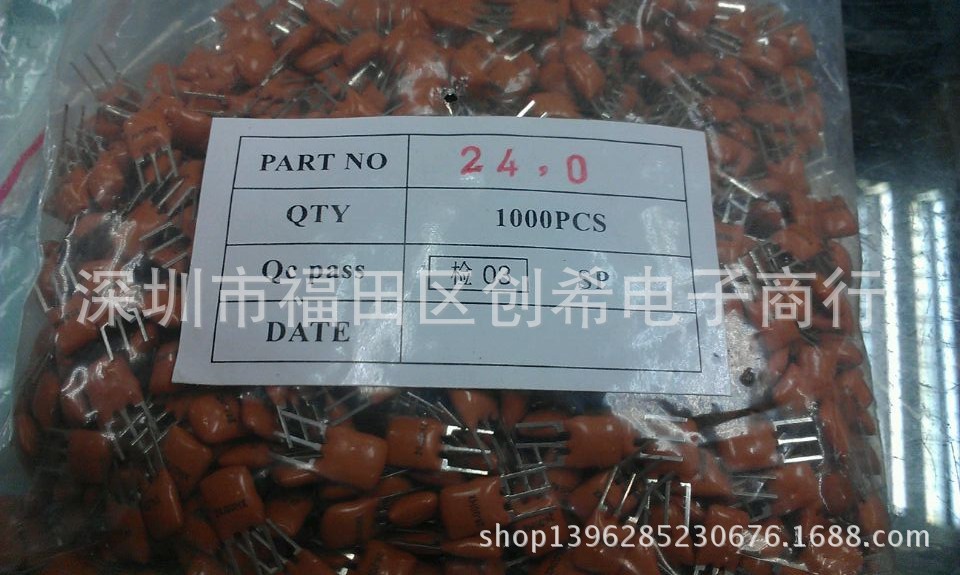 PART NO 24.0
QTY 1000PCS
Qc pass 检 03 SP
深圳市福田区创希电子商行
DATE
shop1396285230676.1688.com